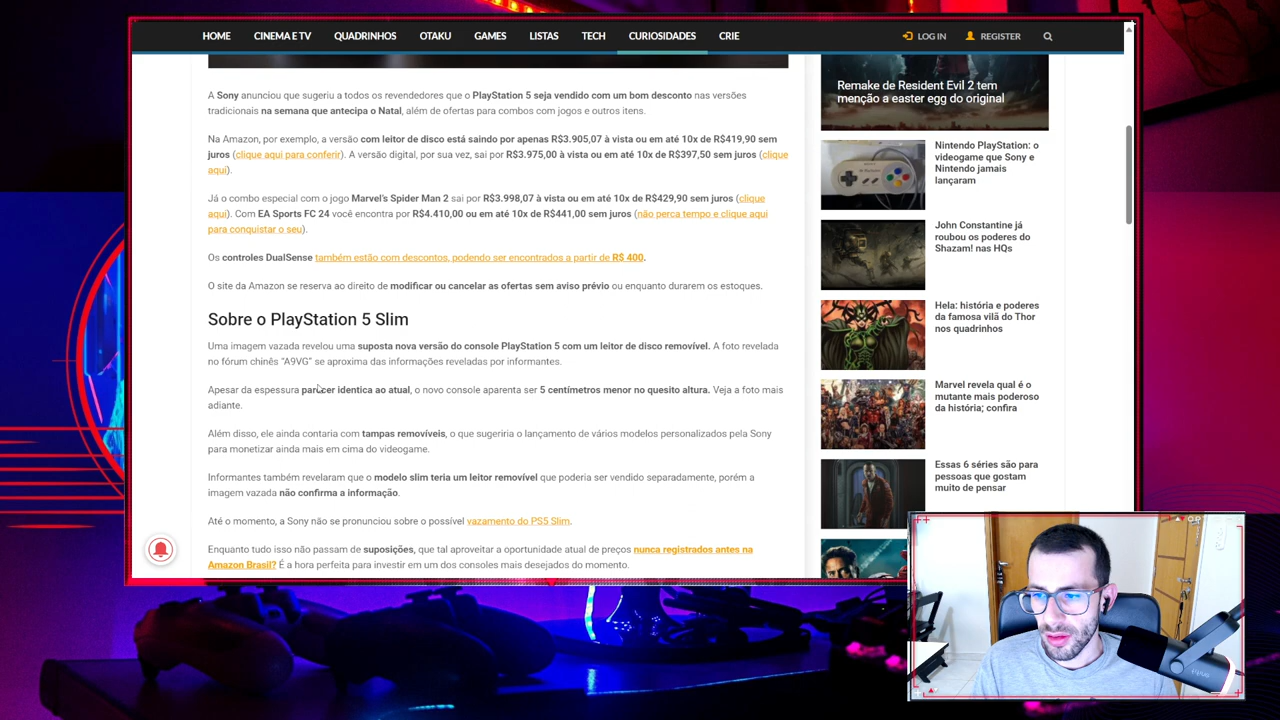 HOME CINEMA E TV QUADRINHOS OTAKU GAMES LISTAS TECH CURIOSIDADES CRIE LOG IN REGISTER
A Sony anunciou que sugeriu a todos os revendedores que o PlayStation 5 seja vendido com um bom desconto nas versões
tradicionais na semana que antecipa o Natal, além de ofertas para combos com jogos e outros itens.
Na Amazon, por exemplo, a versão com leitor de disco está saindo por apenas R$3.905,07 à vista ou em até 10x de R$419,90 sem
juros (clique aqui para conferir). A versão digital, por sua vez, sai por R$3.975,00 à vista ou em até 10x de R$397,50 sem juros (clique
aqui).
Já o combo especial com o jogo Marvel's Spider Man 2 sai por R$3.998,07 à vista ou em até 10x de R$429,90 sem juros (clique
aqui). Com EA Sports FC 24 você encontra por R$4.410,00 ou em até 10x de R$441,00 sem juros (não perca tempo e clique aqui
para conquistar o seu).
Os controles DualSense também estão com descontos, podendo ser encontrados a partir de R$ 400.
O site da Amazon se reserva ao direito de modificar ou cancelar as ofertas sem aviso prévio ou enquanto durarem os estoques.
Sobre o PlayStation 5 Slim
Uma imagem vazada revelou uma suposta nova versão do console PlayStation 5 com um leitor de disco removível. A foto revelada
no fórum chinês "A9VG" se aproxima das informações reveladas por informantes.
Apesar da espessura parecer identica ao atual, o novo console aparenta ser 5 centímetros menor no quesito altura. Veja a foto mais
adiante.
Além disso, ele ainda contaria com tampas removíveis, o que sugeriria o lançamento de vários modelos personalizados pela Sony
para monetizar ainda mais em cima do videogame.
Informantes também revelaram que o modelo slim teria um leitor removível que poderia ser vendido separadamente, porém a
imagem vazada não confirma a informação.
Até o momento, a Sony não se pronunciou sobre o possível vazamento do PS5 Slim.
Enquanto tudo isso não passam de suposições, que tal aproveitar a oportunidade atual de preços nunca registrados antes na
Amazon Brasil? É a hora perfeita para investir em um dos consoles mais desejados do momento.
Remake de Resident Evil 2 tem
menção a easter egg do original
Nintendo PlayStation: o
videogame que Sony e
Nintendo jamais
lançaram
John Constantine já
roubou os poderes do
Shazam! nas HQs
Hela: história e poderes
da famosa vilã do Thor
nos quadrinhos
Marvel revela qual é o
mutante mais poderoso
da história; confira
Essas 6 séries são para
pessoas que gostam
muito de pensar